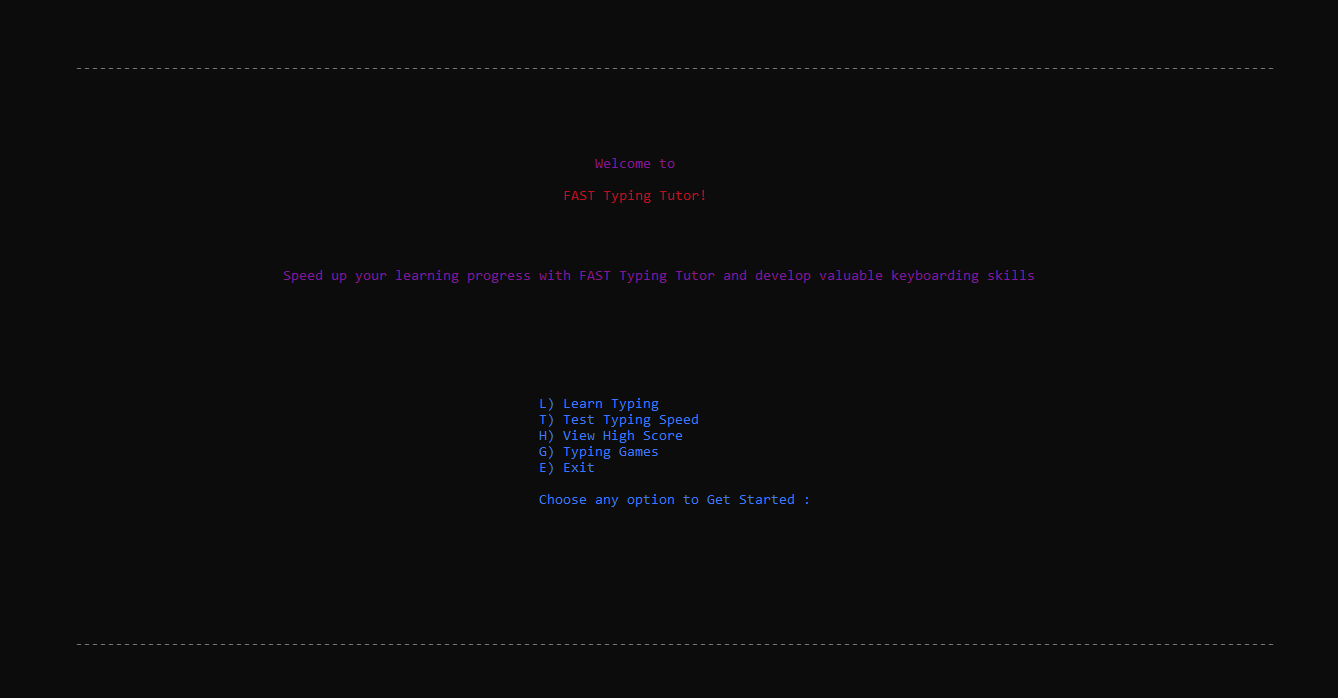 Welcome to
FAST Typing Tutor!
Speed up your learning progress with FAST Typing Tutor and develop valuable keyboarding skills
L) Learn Typing
T) Test Typing Speed
H) View High Score
G) Typing Games
E) Exit
Choose any option to Get Started :